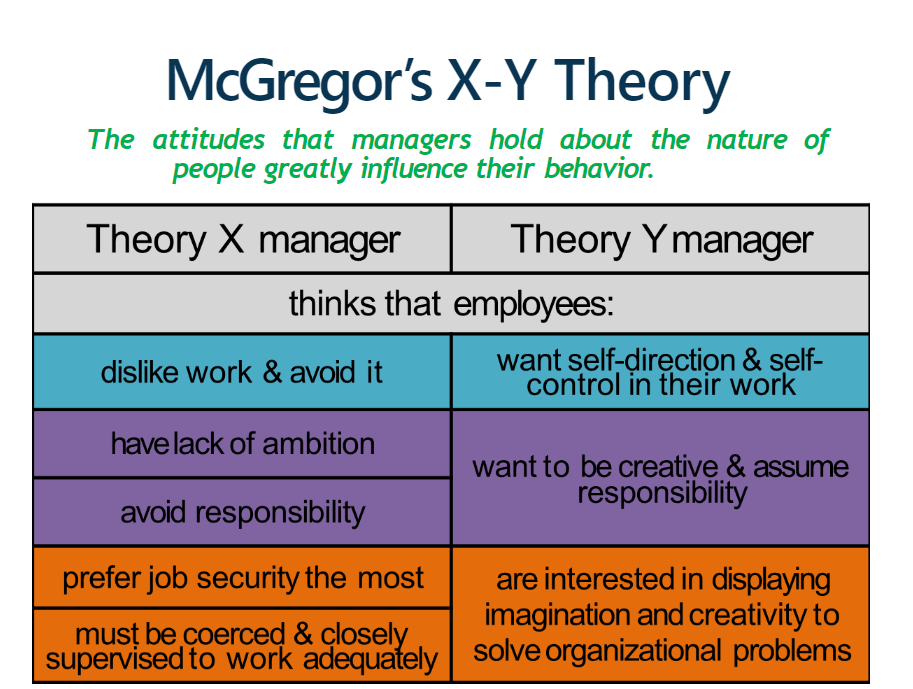 McGregor's X-Y Theory
The attitudes that managers hold about the nature of
people greatly influence their behavior.
Theory X manager
Theory Y manager
thinks that employees:
dislike work & avoid it
want self-direction & self-
control in their work
have lack of ambition
avoid responsibility
want to be creative & assume
responsibility
prefer job security the most
must be coerced & closely
supervised to work adequately
are interested in displaying
imagination and creativity to
solve organizational problems